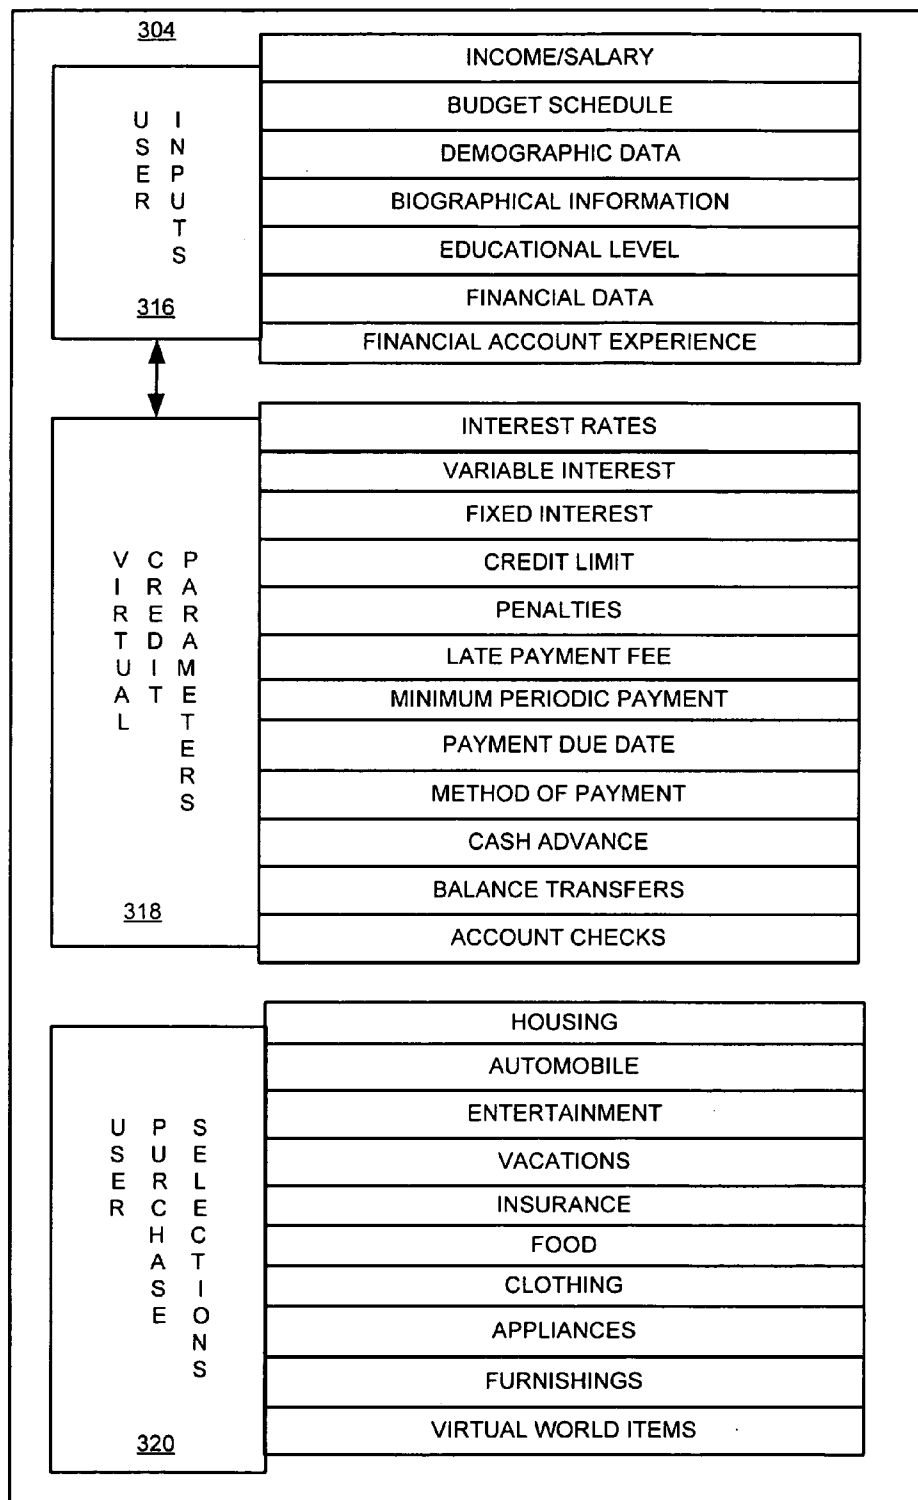 304
USER INPUTS
316
INCOME/SALARY
BUDGET SCHEDULE
DEMOGRAPHIC DATA
BIOGRAPHICAL INFORMATION
EDUCATIONAL LEVEL
FINANCIAL DATA
FINANCIAL ACCOUNT EXPERIENCE
VIRTUAL CREDIT PARAMETERS
318
INTEREST RATES
VARIABLE INTEREST
FIXED INTEREST
CREDIT LIMIT
PENALTIES
LATE PAYMENT FEE
MINIMUM PERIODIC PAYMENT
PAYMENT DUE DATE
METHOD OF PAYMENT
CASH ADVANCE
BALANCE TRANSFERS
ACCOUNT CHECKS
USER PURCHASE SELECTIONS
320
HOUSING
AUTOMOBILE
ENTERTAINMENT
VACATIONS
INSURANCE
FOOD
CLOTHING
APPLIANCES
FURNISHINGS
VIRTUAL WORLD ITEMS